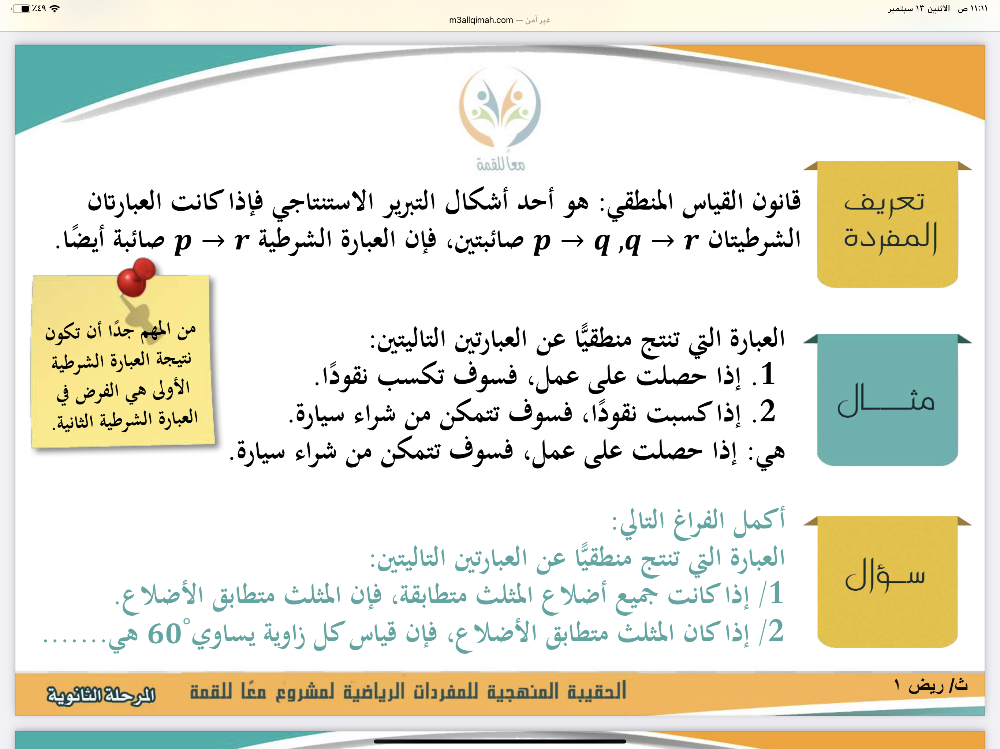 ١١:١١ ص الاثنين ١٣ سبتمبر
٪٤٩
غير آمن — m3allqimah.com
معاً للقمة
تعريف
المفردة
قانون القياس المنطقي: هو أحد أشكال التبرير الاستنتاجي فإذا كانت العبارتان
الشرطيتان p → q ,q → r صائبتين، فإن العبارة الشرطية p → r صائبة أيضًا.
من المهم جدًا أن تكون
نتيجة العبارة الشرطية
الأولى هي الفرض في
العبارة الشرطية الثانية.
مثــــال
العبارة التي تنتج منطقيًّا عن العبارتين التاليتين:
1. إذا حصلت على عمل، فسوف تكسب نقودًا.
2. إذا كسبت نقودًا، فسوف تتمكن من شراء سيارة.
هي: إذا حصلت على عمل، فسوف تتمكن من شراء سيارة.
ســؤال
أكمل الفراغ التالي:
العبارة التي تنتج منطقيًّا عن العبارتين التاليتين:
1/ إذا كانت جميع أضلاع المثلث متطابقة، فإن المثلث متطابق الأضلاع.
2/ إذا كان المثلث متطابق الأضلاع، فإن قياس كل زاوية يساوي 60° هي.......
ث/ ريض ١
الحقيبة المنهجية للمفردات الرياضية لمشروع معًا للقمة
المرحلة الثانوية